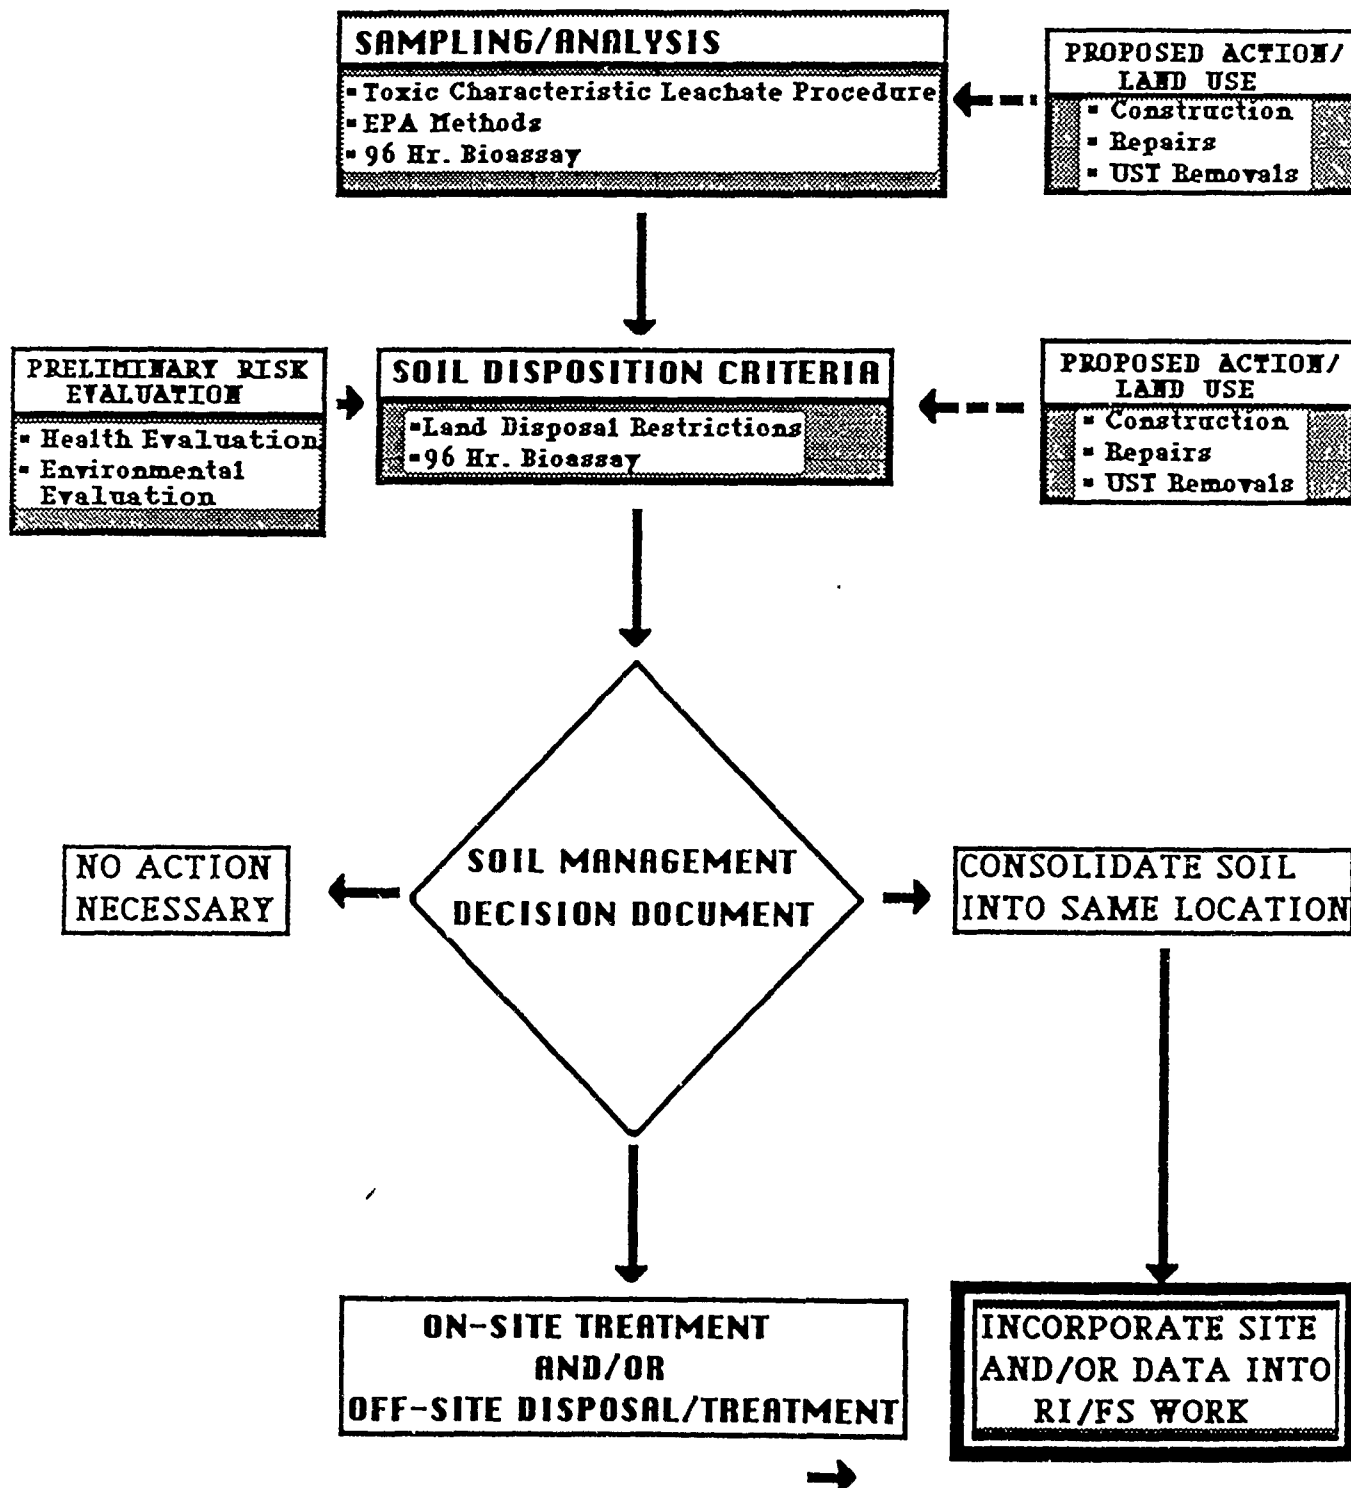 SAMPLING/ANALYSIS
▪ Toxic Characteristic Leachate Procedure
▪ EPA Methods
▪ 96 Hr. Bioassay
PROPOSED ACTION/
LAND USE
▪ Construction
▪ Repairs
▪ UST Removals
PRELIMINARY RISK
EVALUATION
▪ Health Evaluation
▪ Environmental
Evaluation
SOIL DISPOSITION CRITERIA
▪Land Disposal Restrictions
▪96 Hr. Bioassay
PROPOSED ACTION/
LAND USE
▪ Construction
▪ Repairs
▪ UST Removals
NO ACTION
NECESSARY
SOIL MANAGEMENT
DECISION DOCUMENT
CONSOLIDATE SOIL
INTO SAME LOCATION
ON-SITE TREATMENT
AND/OR
OFF-SITE DISPOSAL/TREATMENT
INCORPORATE SITE
AND/OR DATA INTO
RI/FS WORK